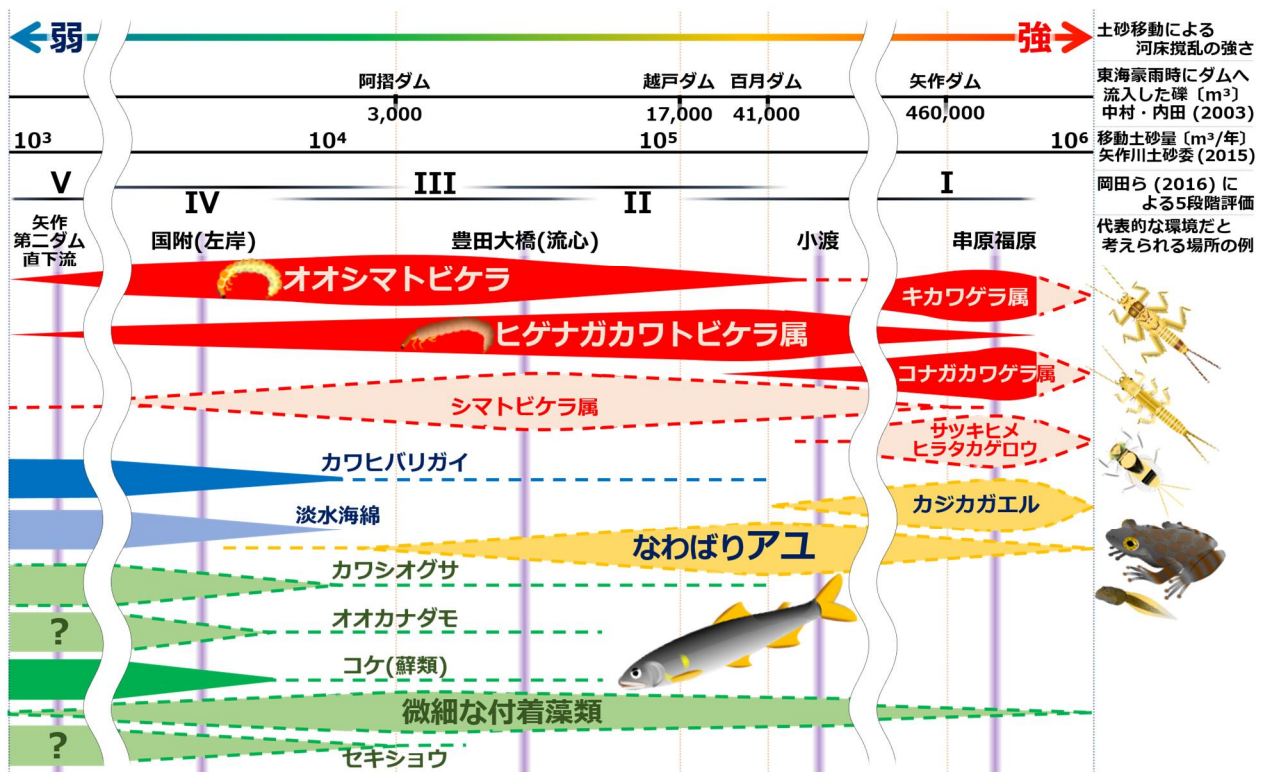 弱
強
土砂移動による
河床撹乱の強さ
阿摺ダム
越戸ダム
百月ダム
矢作ダム
3,000
17,000
41,000
460,000
東海豪雨時にダムへ
流入した礫〔m³〕
中村・内田 (2003)
10³
10⁴
10⁵
10⁶
移動土砂量〔m³/年〕
矢作川土砂委(2015)
V
IV
III
II
I
岡田ら (2016) に
よる5段階評価
矢作
第二ダム
直下流
国附(左岸)
豊田大橋(流心)
小渡
串原福原
代表的な環境だと
考えられる場所の例
オオシマトビケラ
キカワゲラ属
ヒゲナガカワトビケラ属
コナガカワゲラ属
シマトビケラ属
サツキヒメ
ヒラタカゲロウ
カワヒバリガイ
カジカガエル
淡水海綿
なわばりアユ
カワシオグサ
オオカナダモ
?
コケ(蘚類)
微細な付着藻類
?
セキショウ